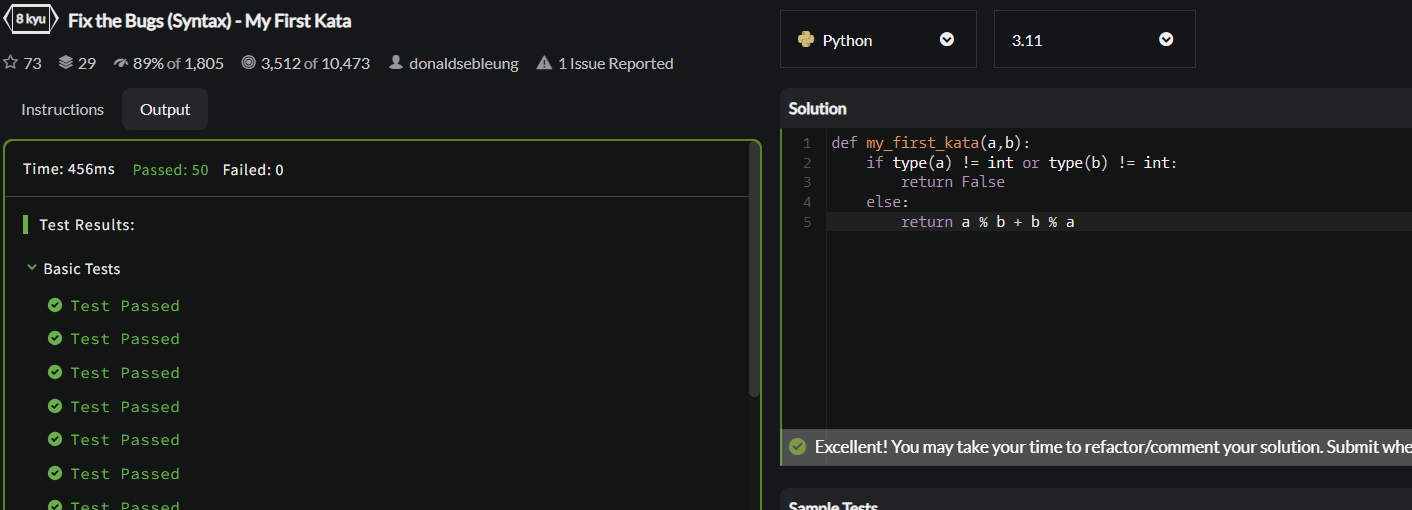 8 kyu Fix the Bugs (Syntax) - My First Kata
73 29 89% of 1,805 3,512 of 10,473 donaldsebleung 1 Issue Reported
Instructions Output
Time: 456ms Passed: 50 Failed: 0
Test Results:
Basic Tests
Test Passed
Test Passed
Test Passed
Test Passed
Test Passed
Test Passed
Test Passed
Python 3.11
Solution
1 def my_first_kata(a,b):
2     if type(a) != int or type(b) != int:
3         return False
4     else:
5         return a % b + b % a
Excellent! You may take your time to refactor/comment your solution. Submit whe
Sample Tests